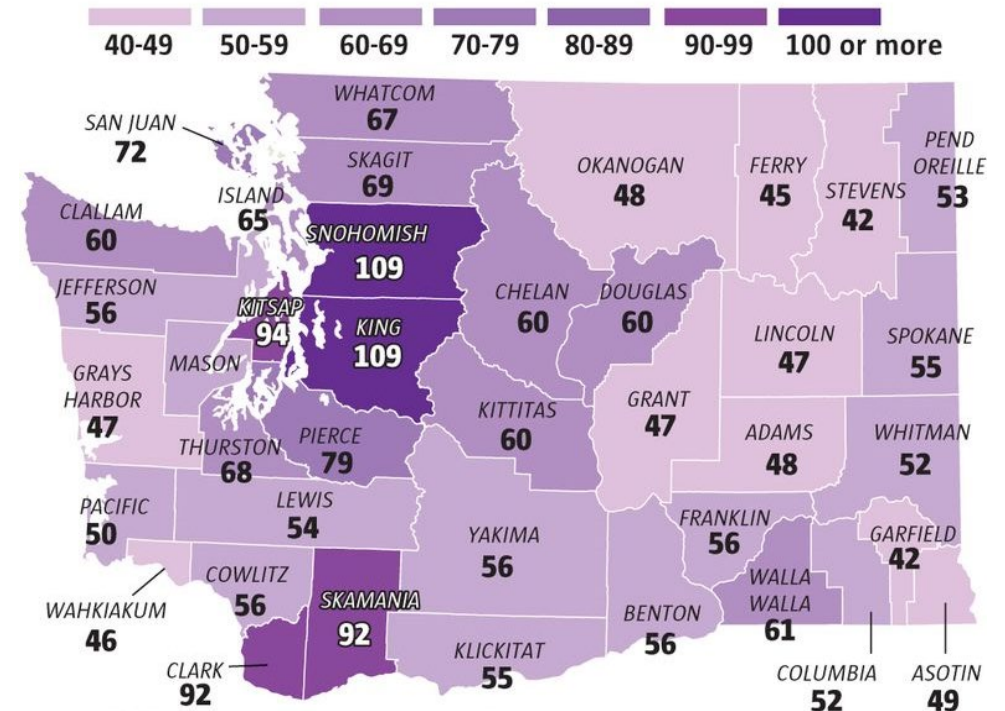 40-49 50-59 60-69 70-79 80-89 90-99 100 or more
WHATCOM
67
SAN JUAN
72
SKAGIT
69
ISLAND
65
OKANOGAN
48
FERRY
45
STEVENS
42
PEND
OREILLE
53
CLALLAM
60
SNOHOMISH
109
JEFFERSON
56
KITSAP
94
KING
109
CHELAN
60
DOUGLAS
60
LINCOLN
47
SPOKANE
55
MASON
GRAYS
HARBOR
47
THURSTON
68
PIERCE
79
KITTITAS
60
GRANT
47
ADAMS
48
WHITMAN
52
PACIFIC
50
LEWIS
54
YAKIMA
56
FRANKLIN
56
GARFIELD
42
WAHKIAKUM
46
COWLITZ
56
SKAMANIA
92
BENTON
56
WALLA
WALLA
61
CLARK
92
KLICKITAT
55
COLUMBIA
52
ASOTIN
49